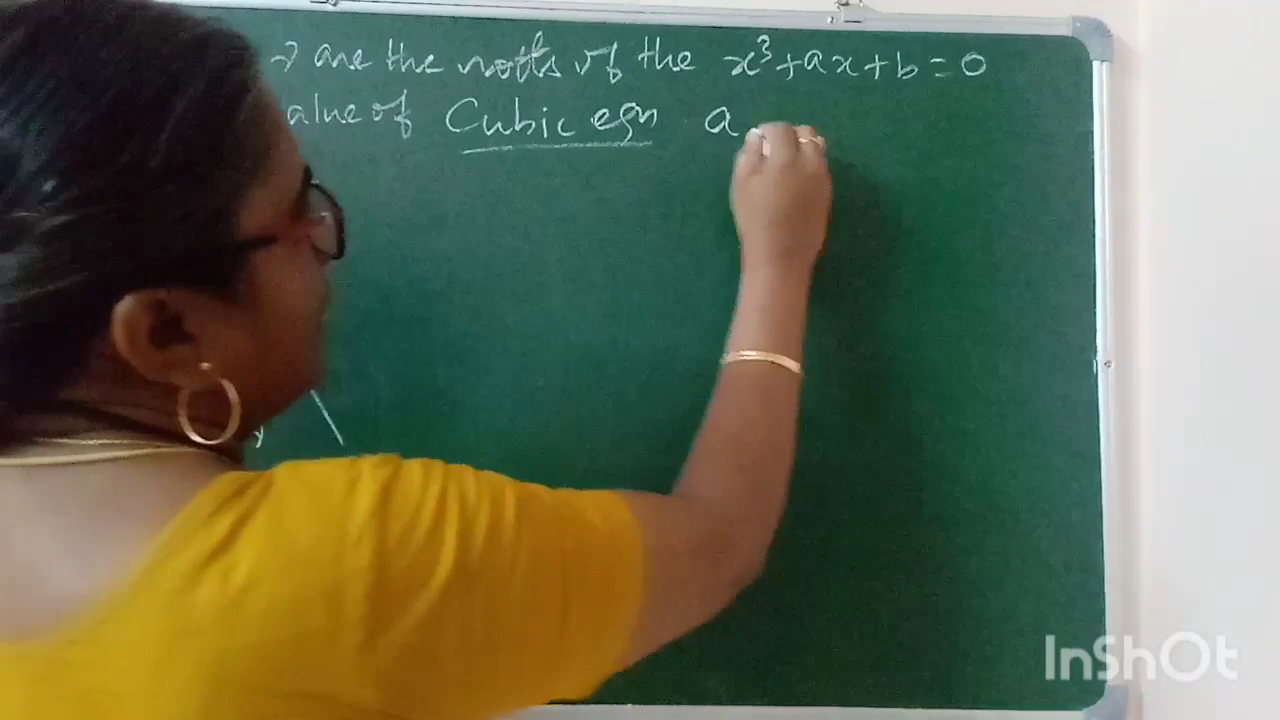 γ are the roots of the x³+ax+b=0
alue of Cubic eqn a
InShOt